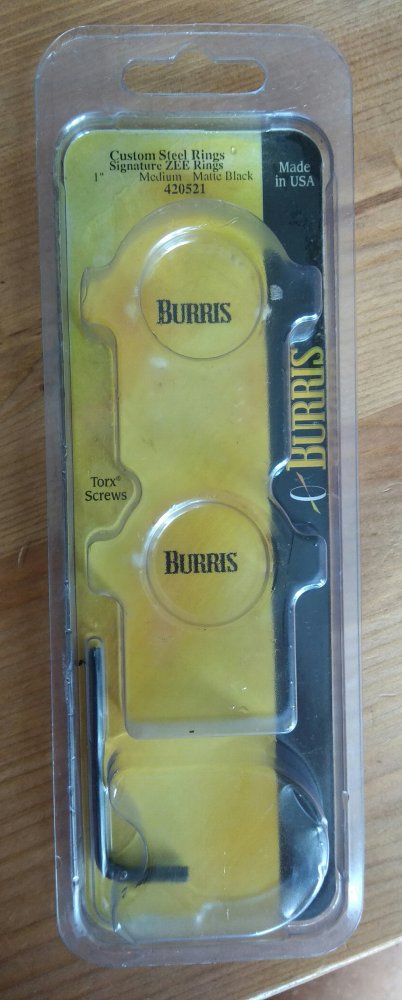 Custom Steel Rings
Signature ZEE Rings
1" Medium Matte Black
420521
Made
in USA
BURRIS
BURRIS
Torx®
Screws
BURRIS